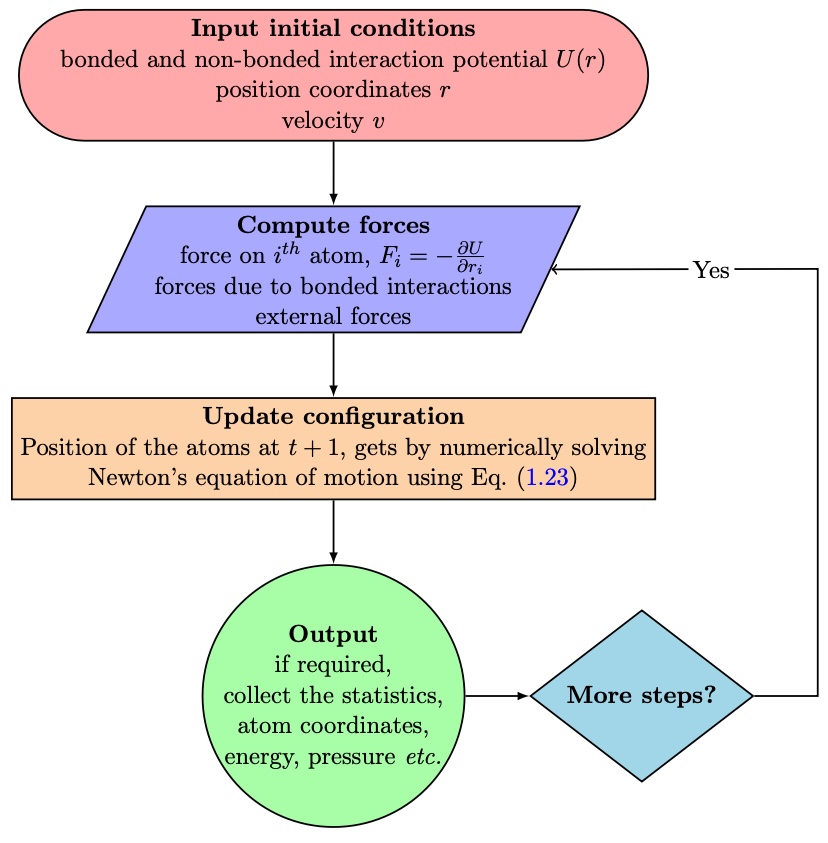 Input initial conditions
bonded and non-bonded interaction potential U(r)
position coordinates r
velocity v
Compute forces
force on i^{th} atom, F_i = −∂U/∂r_i
forces due to bonded interactions
external forces
Yes
Update configuration
Position of the atoms at t + 1, gets by numerically solving
Newton's equation of motion using Eq. (1.23)
Output
if required,
collect the statistics,
atom coordinates,
energy, pressure etc.
More steps?